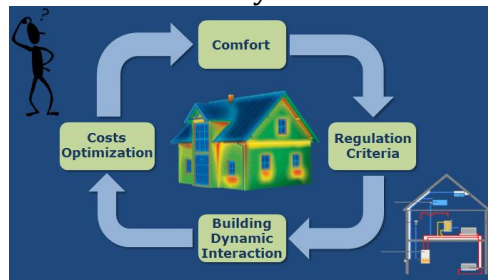 ?
Comfort
Costs
Optimization
Regulation
Criteria
Building
Dynamic
Interaction